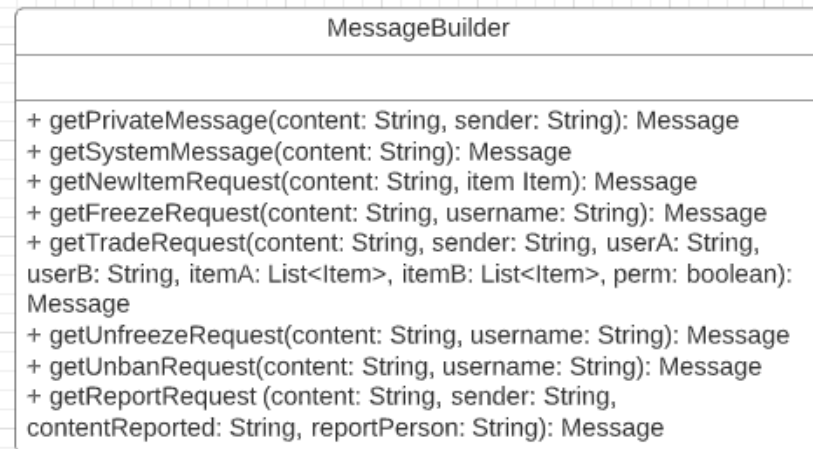 MessageBuilder
+ getPrivateMessage(content: String, sender: String): Message
+ getSystemMessage(content: String): Message
+ getNewItemRequest(content: String, item Item): Message
+ getFreezeRequest(content: String, username: String): Message
+ getTradeRequest(content: String, sender: String, userA: String,
userB: String, itemA: List<Item>, itemB: List<Item>, perm: boolean):
Message
+ getUnfreezeRequest(content: String, username: String): Message
+ getUnbanRequest(content: String, username: String): Message
+ getReportRequest (content: String, sender: String,
contentReported: String, reportPerson: String): Message